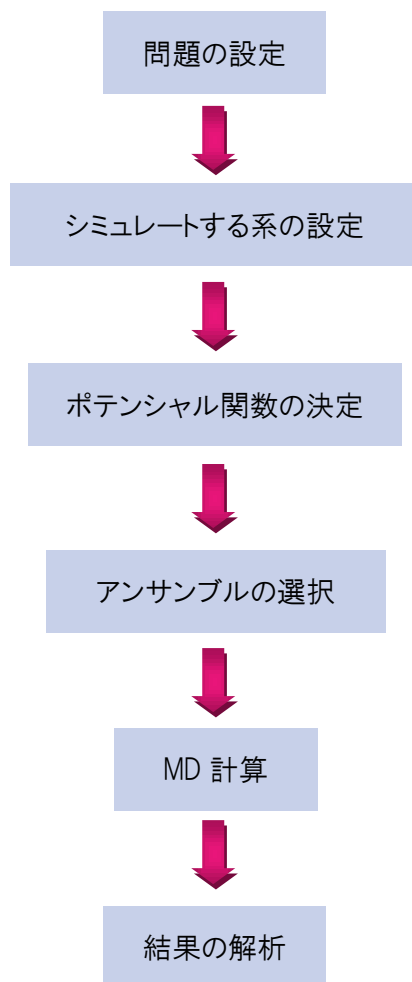 問題の設定
シミュレートする系の設定
ポテンシャル関数の決定
アンサンブルの選択
MD 計算
結果の解析